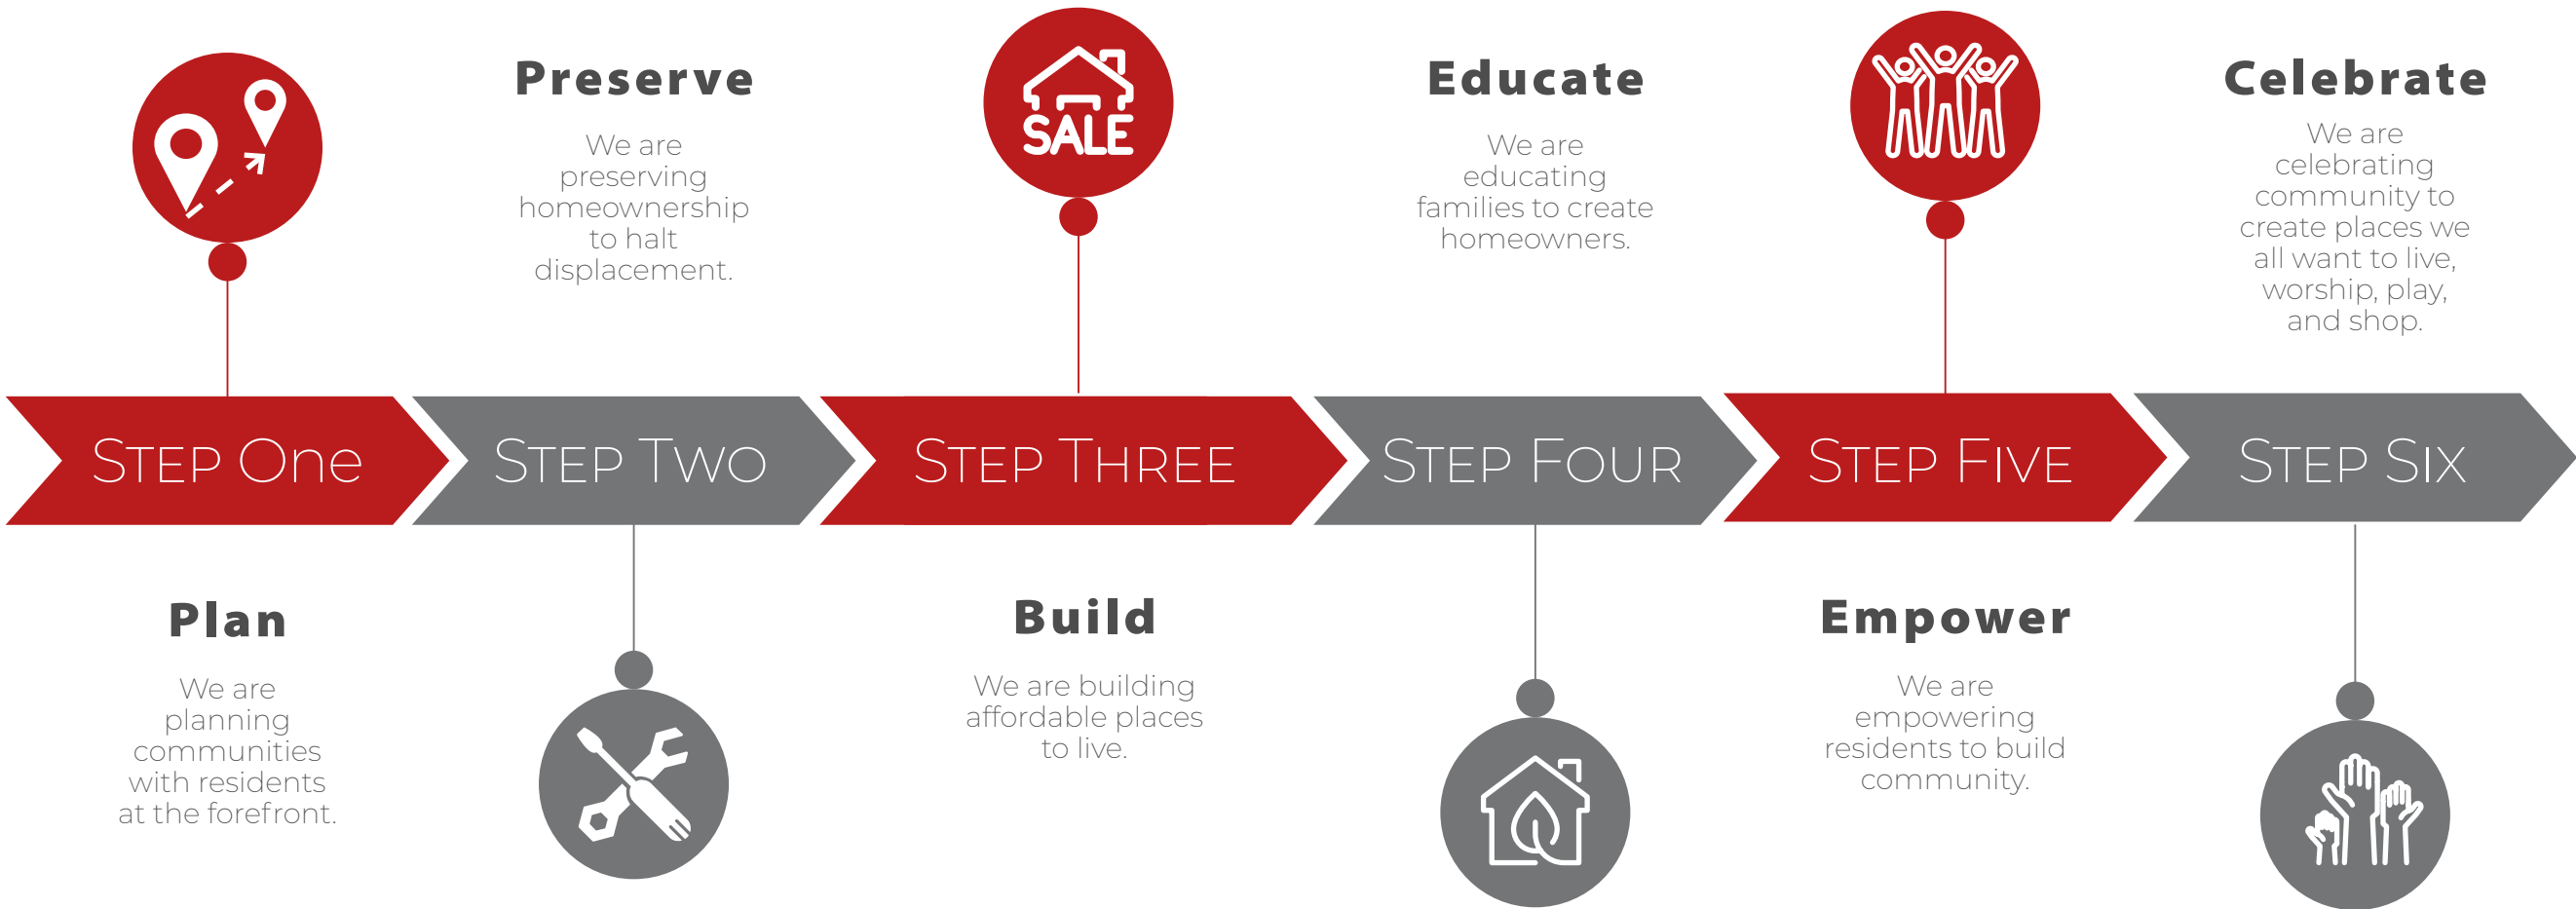 Preserve
We are
preserving
homeownership
to halt
displacement.
SALE
Educate
We are
educating
families to create
homeowners.
Celebrate
We are
celebrating
community to
create places we
all want to live,
worship, play,
and shop.
STEP One
STEP TWO
STEP THREE
STEP FOUR
STEP FIVE
STEP SIX
Plan
We are
planning
communities
with residents
at the forefront.
Build
We are building
affordable places
to live.
Empower
We are
empowering
residents to build
community.